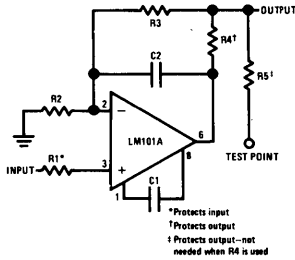 R3
OUTPUT
R4†
C2
R5‡
R2
2
−
LM101A
6
TEST POINT
8
INPUT
R1*
3
+
1
C1
*Protects input
†Protects output
‡ Protects output—not
needed when R4 is used